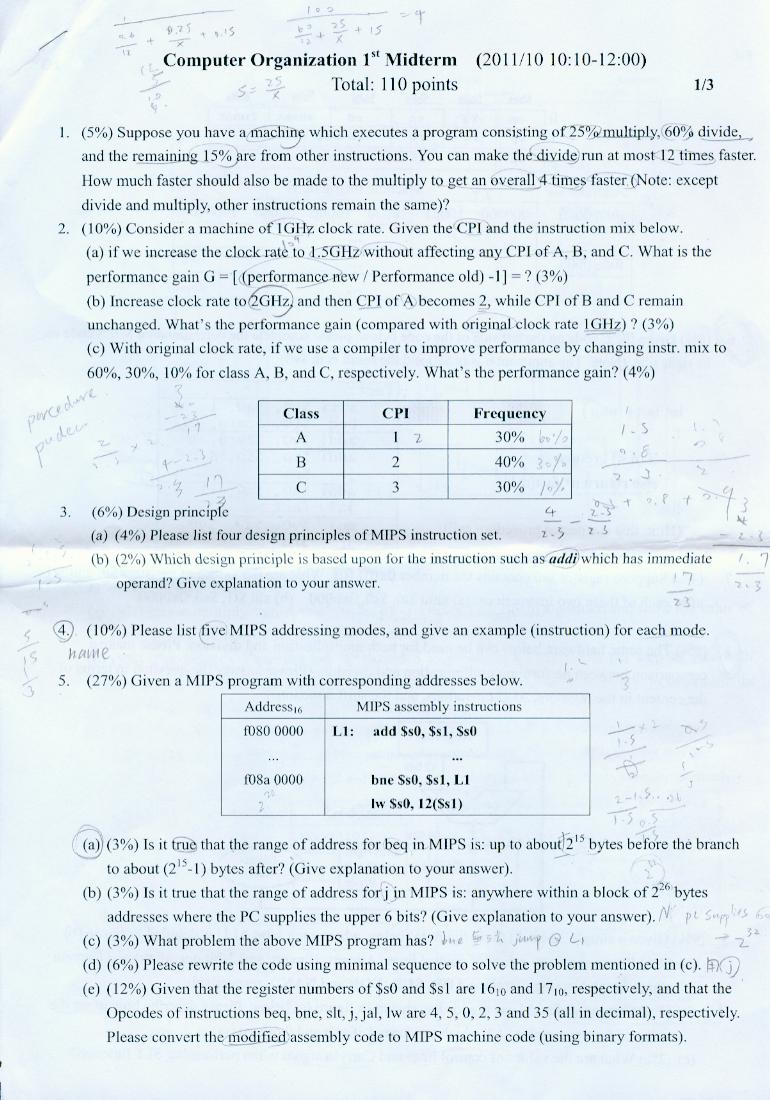 100
= 4
60/12 + 25/x + 15
Computer Organization 1st Midterm (2011/10 10:10-12:00)
S = 25/x
Total: 110 points 1/3
1. (5%) Suppose you have a machine which executes a program consisting of 25% multiply, 60% divide,
and the remaining 15% are from other instructions. You can make the divide run at most 12 times faster.
How much faster should also be made to the multiply to get an overall 4 times faster (Note: except
divide and multiply, other instructions remain the same)?
2. (10%) Consider a machine of 1GHz clock rate. Given the CPI and the instruction mix below.
(a) if we increase the clock rate to 1.5GHz without affecting any CPI of A, B, and C. What is the
performance gain G = [ (performance new / Performance old) -1] = ? (3%)
(b) Increase clock rate to 2GHz, and then CPI of A becomes 2, while CPI of B and C remain
unchanged. What's the performance gain (compared with original clock rate 1GHz) ? (3%)
(c) With original clock rate, if we use a compiler to improve performance by changing instr. mix to
60%, 30%, 10% for class A, B, and C, respectively. What's the performance gain? (4%)
Class CPI Frequency
A 1 2 30% 60%
B 2 40% 30%
C 3 30% 10%
3. (6%) Design principle
(a) (4%) Please list four design principles of MIPS instruction set.
(b) (2%) Which design principle is based upon for the instruction such as addi which has immediate
operand? Give explanation to your answer.
17/23
4. (10%) Please list five MIPS addressing modes, and give an example (instruction) for each mode.
name
5. (27%) Given a MIPS program with corresponding addresses below.
Address16 MIPS assembly instructions
f080 0000 L1: add $s0, $s1, $s0
... ...
f08a 0000 bne $s0, $s1, L1
lw $s0, 12($s1)
(a) (3%) Is it true that the range of address for beq in MIPS is: up to about 2^15 bytes before the branch
to about (2^15-1) bytes after? (Give explanation to your answer).
(b) (3%) Is it true that the range of address for j in MIPS is: anywhere within a block of 2^26 bytes
addresses where the PC supplies the upper 6 bits? (Give explanation to your answer).
(c) (3%) What problem the above MIPS program has?
(d) (6%) Please rewrite the code using minimal sequence to solve the problem mentioned in (c).
(e) (12%) Given that the register numbers of $s0 and $s1 are 16₁₀ and 17₁₀, respectively, and that the
Opcodes of instructions beq, bne, slt, j, jal, lw are 4, 5, 0, 2, 3 and 35 (all in decimal), respectively.
Please convert the modified assembly code to MIPS machine code (using binary formats).